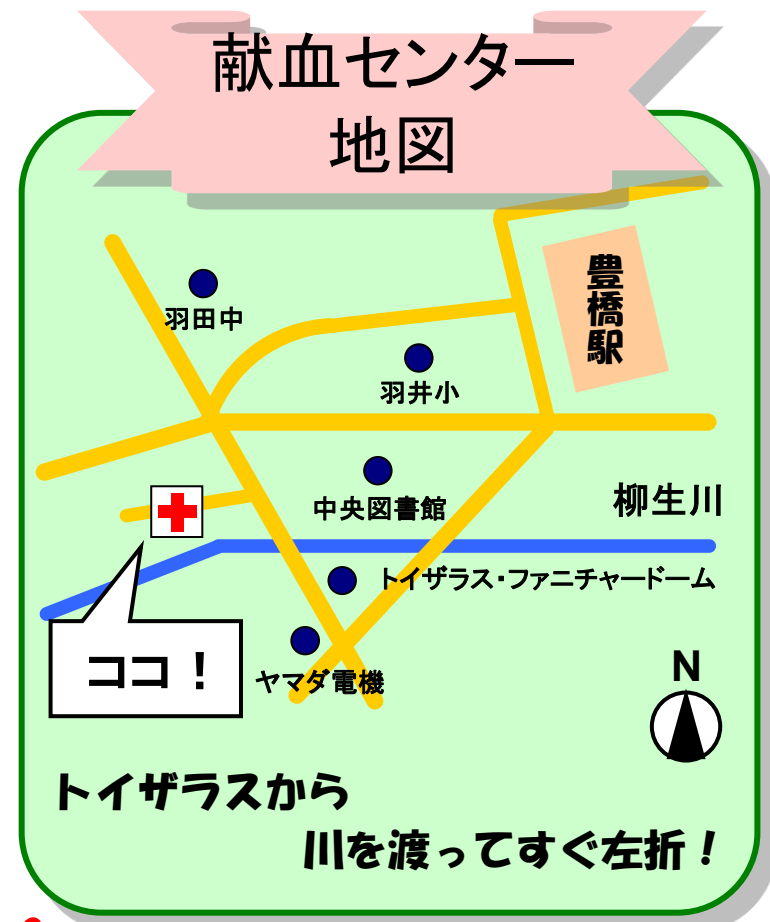 献血センター
地図
豊橋駅
羽田中
羽井小
中央図書館
柳生川
トイザラス・ファニチャードーム
ココ！
ヤマダ電機
N
トイザラスから
川を渡ってすぐ左折！